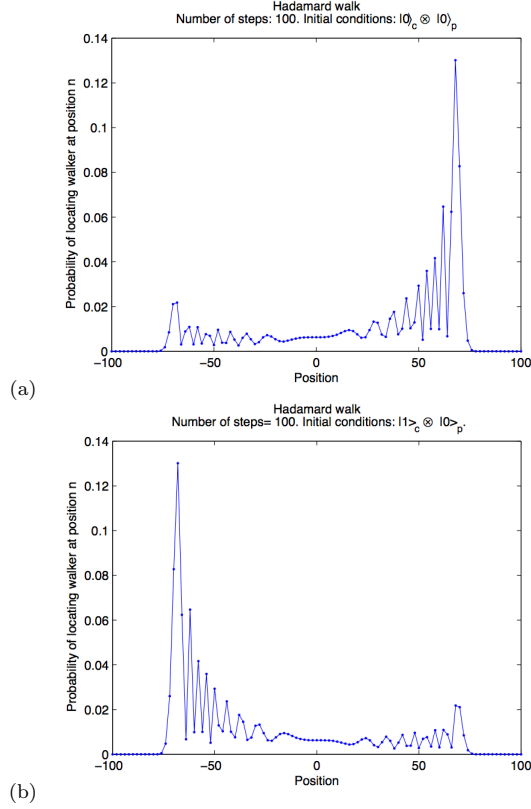 Hadamard walk
Number of steps: 100. Initial conditions: |0⟩c ⊗ |0⟩p
Probability of locating walker at position n
0.14
0.12
0.1
0.08
0.06
0.04
0.02
0
−100
−50
0
50
100
Position
(a)
Hadamard walk
Number of steps= 100. Initial conditions: |1>c ⊗ |0>p.
Probability of locating walker at position n
0.14
0.12
0.1
0.08
0.06
0.04
0.02
0
−100
−50
0
50
100
Position
(b)